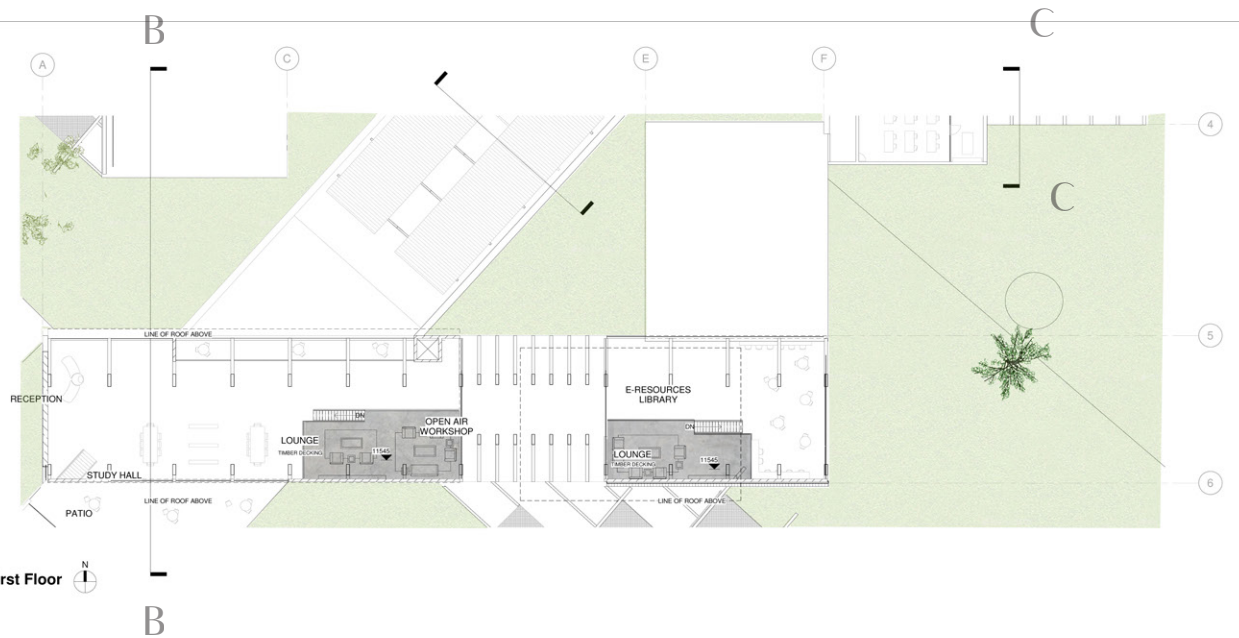 B
C
A
C
E
F
4
C
LINE OF ROOF ABOVE
5
RECEPTION
E-RESOURCES
LIBRARY
DN
OPEN AIR
WORKSHOP
DN
LOUNGE
TIMBER DECKING
11545
LOUNGE
TIMBER DECKING
11545
STUDY HALL
6
LINE OF ROOF ABOVE
LINE OF ROOF ABOVE
PATIO
N
rst Floor
B